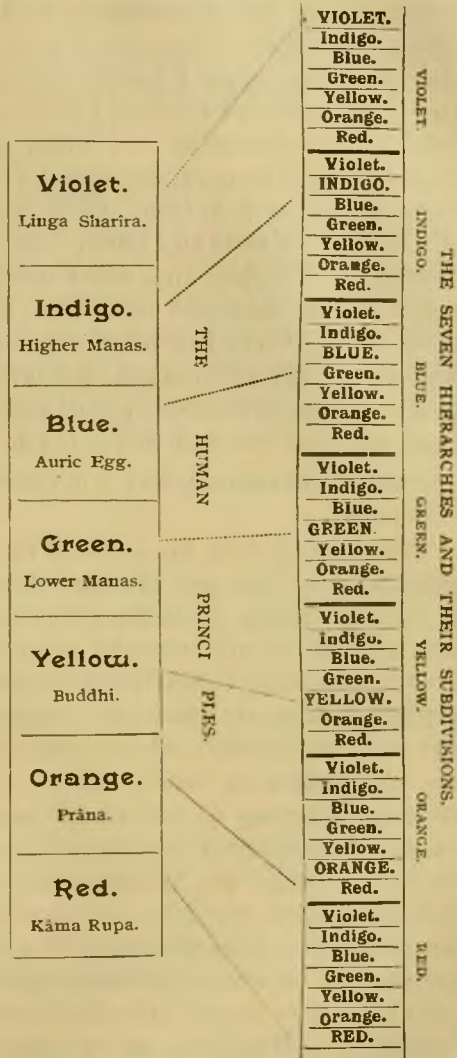 Violet.
Linga Sharîra.
Indigo.
Higher Manas.
Blue.
Auric Egg.
Green.
Lower Manas.
Yellow.
Buddhi.
Orange.
Prâna.
Red.
Kâma Rupa.
THE HUMAN PRINCIPLES.
VIOLET.
Indigo.
Blue.
Green.
Yellow.
Orange.
Red.
Violet.
INDIGO.
Blue.
Green.
Yellow.
Orange.
Red.
Violet.
Indigo.
BLUE.
Green.
Yellow.
Orange.
Red.
Violet.
Indigo.
Blue.
GREEN.
Yellow.
Orange.
Red.
Violet.
Indigo.
Blue.
Green.
YELLOW.
Orange.
Red.
Violet.
Indigo.
Blue.
Green.
Yellow.
ORANGE.
Red.
Violet.
Indigo.
Blue.
Green.
Yellow.
Orange.
RED.
VIOLET.
INDIGO.
BLUE.
GREEN.
YELLOW.
ORANGE.
RED.
THE SEVEN HIERARCHIES AND THEIR SUBDIVISIONS.